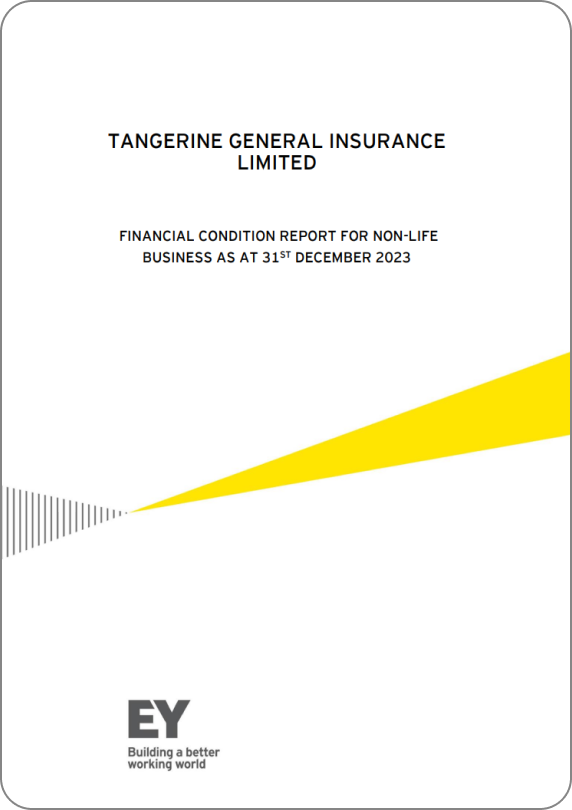 TANGERINE GENERAL INSURANCE
LIMITED
FINANCIAL CONDITION REPORT FOR NON-LIFE
BUSINESS AS AT 31ST DECEMBER 2023
EY
Building a better
working world